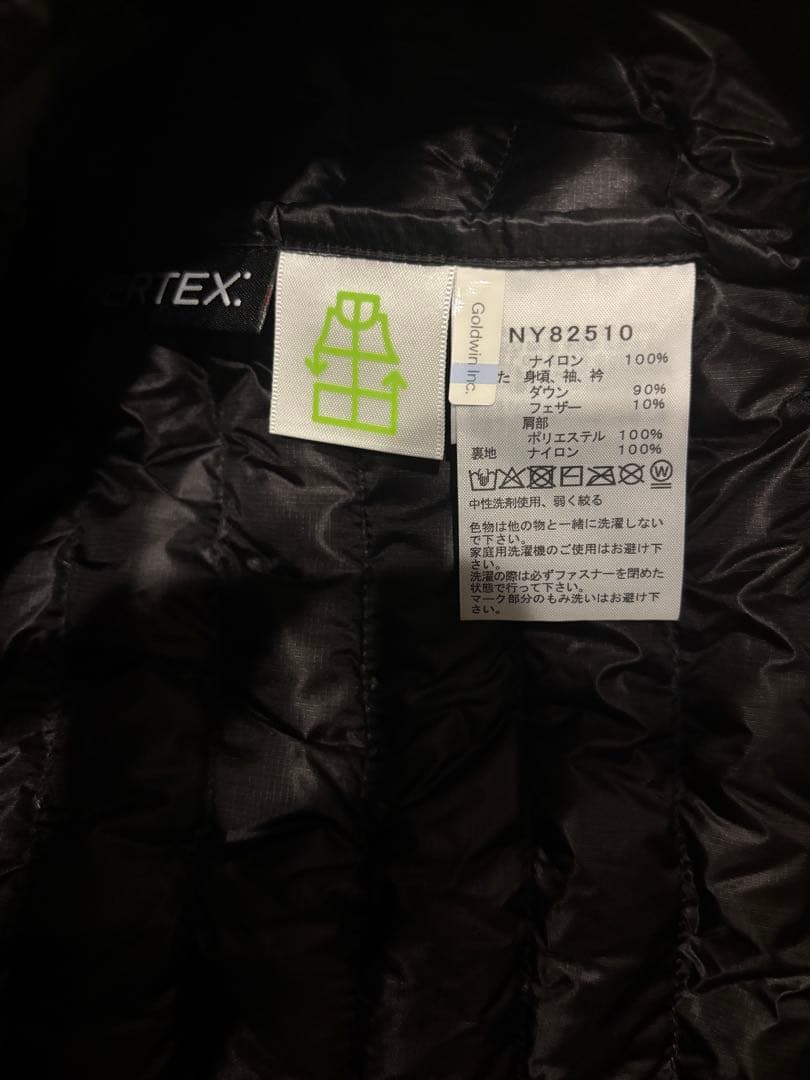 ERTEX
Goldwin Inc.
NY82510
ナイロン 100%
た 身頃、袖、衿
ダウン 90%
フェザー 10%
肩部
ポリエステル 100%
裏地 ナイロン 100%
W
中性洗剤使用、弱く絞る
色物は他の物と一緒に洗濯しない
で下さい。
家庭用洗濯機のご使用はお避け下
さい。
洗濯の際は必ずファスナーを閉めた
状態で行って下さい。
マーク部分のもみ洗いはお避け下
さい。